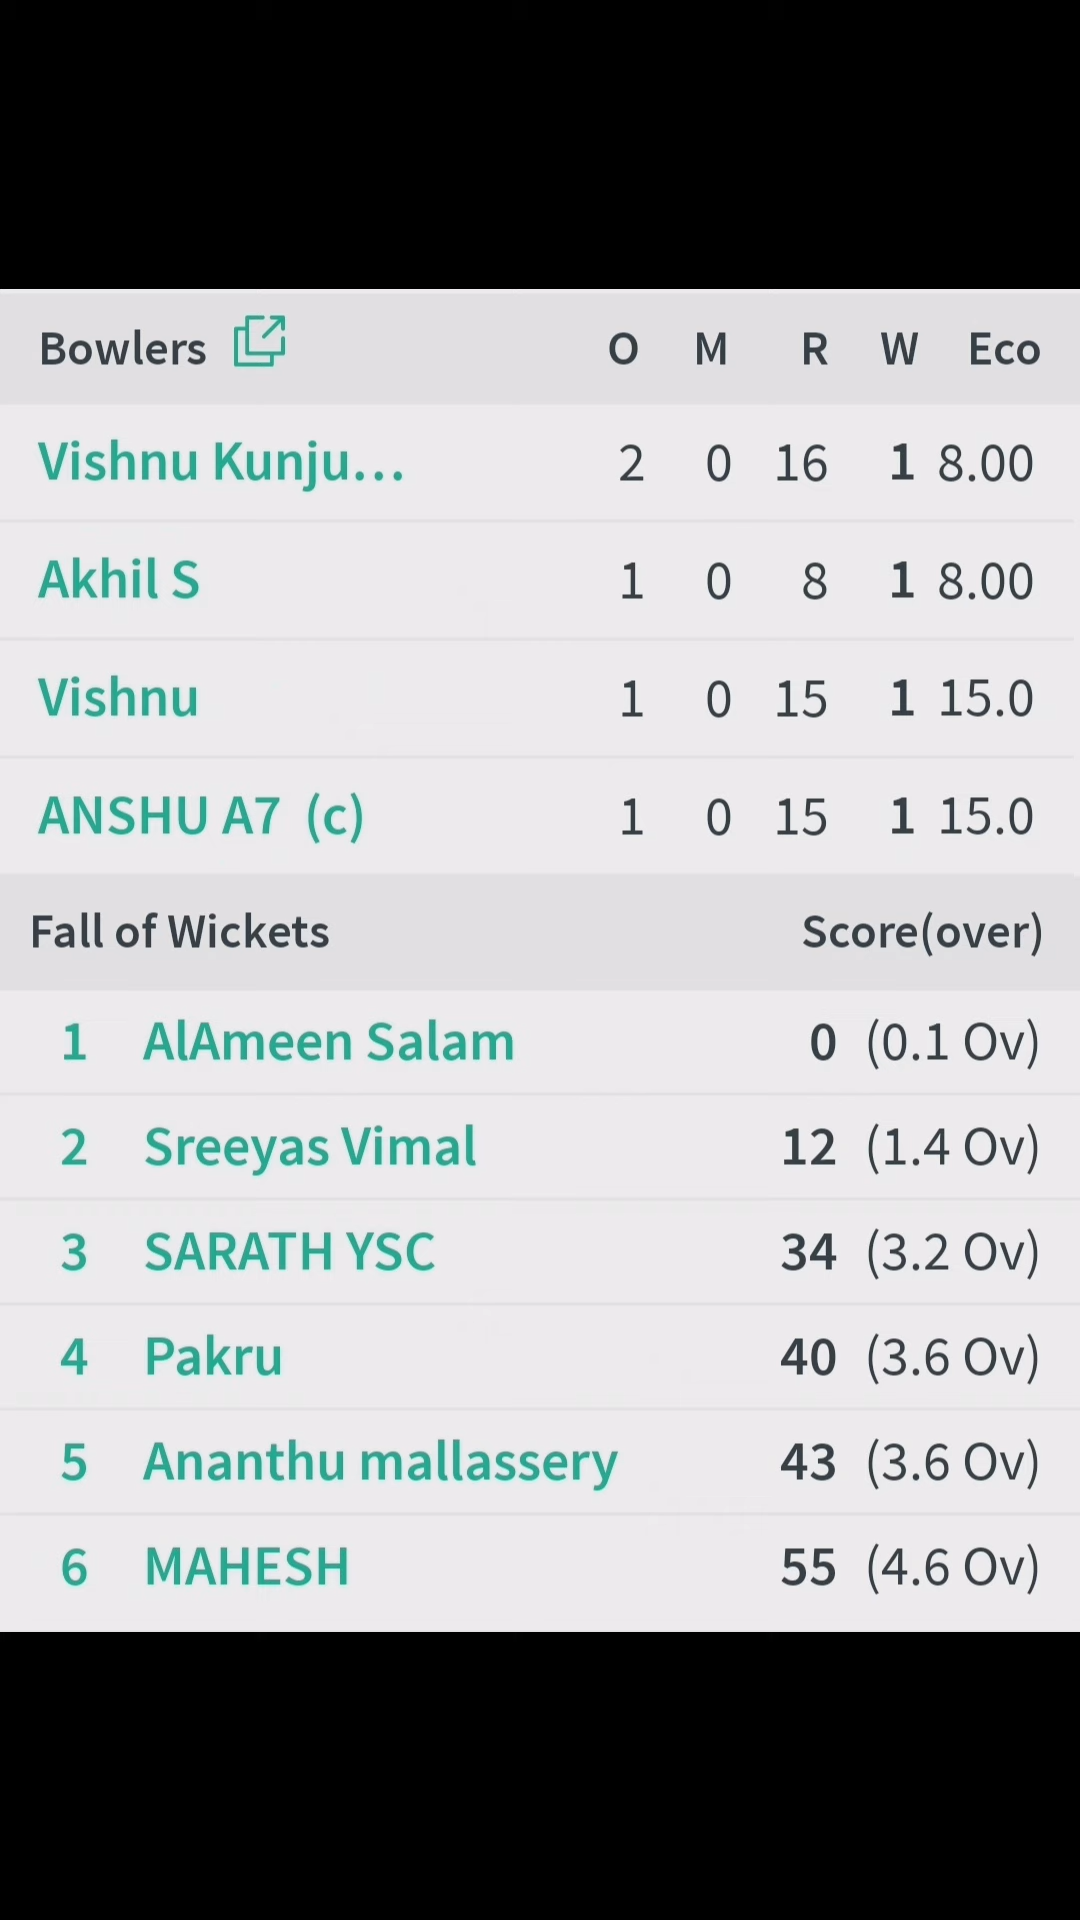 Bowlers O M R W Eco
Vishnu Kunju... 2 0 16 1 8.00
Akhil S 1 0 8 1 8.00
Vishnu 1 0 15 1 15.0
ANSHU A7 (c) 1 0 15 1 15.0
Fall of Wickets Score(over)
1 AlAmeen Salam 0 (0.1 Ov)
2 Sreeyas Vimal 12 (1.4 Ov)
3 SARATH YSC 34 (3.2 Ov)
4 Pakru 40 (3.6 Ov)
5 Ananthu mallassery 43 (3.6 Ov)
6 MAHESH 55 (4.6 Ov)